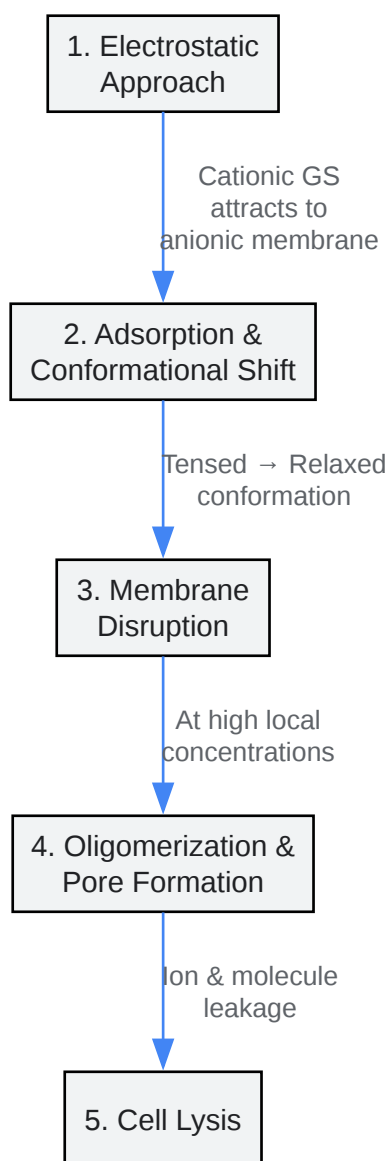 1. Electrostatic
Approach
Cationic GS
attracts to
anionic membrane
2. Adsorption &
Conformational Shift
Tensed → Relaxed
conformation
3. Membrane
Disruption
At high local
concentrations
4. Oligomerization &
Pore Formation
Ion & molecule
leakage
5. Cell Lysis